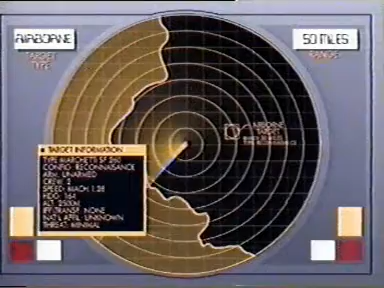 AIRBORNE
TARGET
TYPE
50 MILES
RANGE
AIRBORNE
TARGET
TARGET INFORMATION
TYPE: MARCHETTI SF 260
CONFIG: RECONNAISANCE
ARM: UNARMED
CREW: 2
SPEED: MACH 1.28
HDG: 164
ALT: 2500M
IFF TRANSP: NONE
NAT'L AFFIL: UNKNOWN
THREAT: MINIMAL